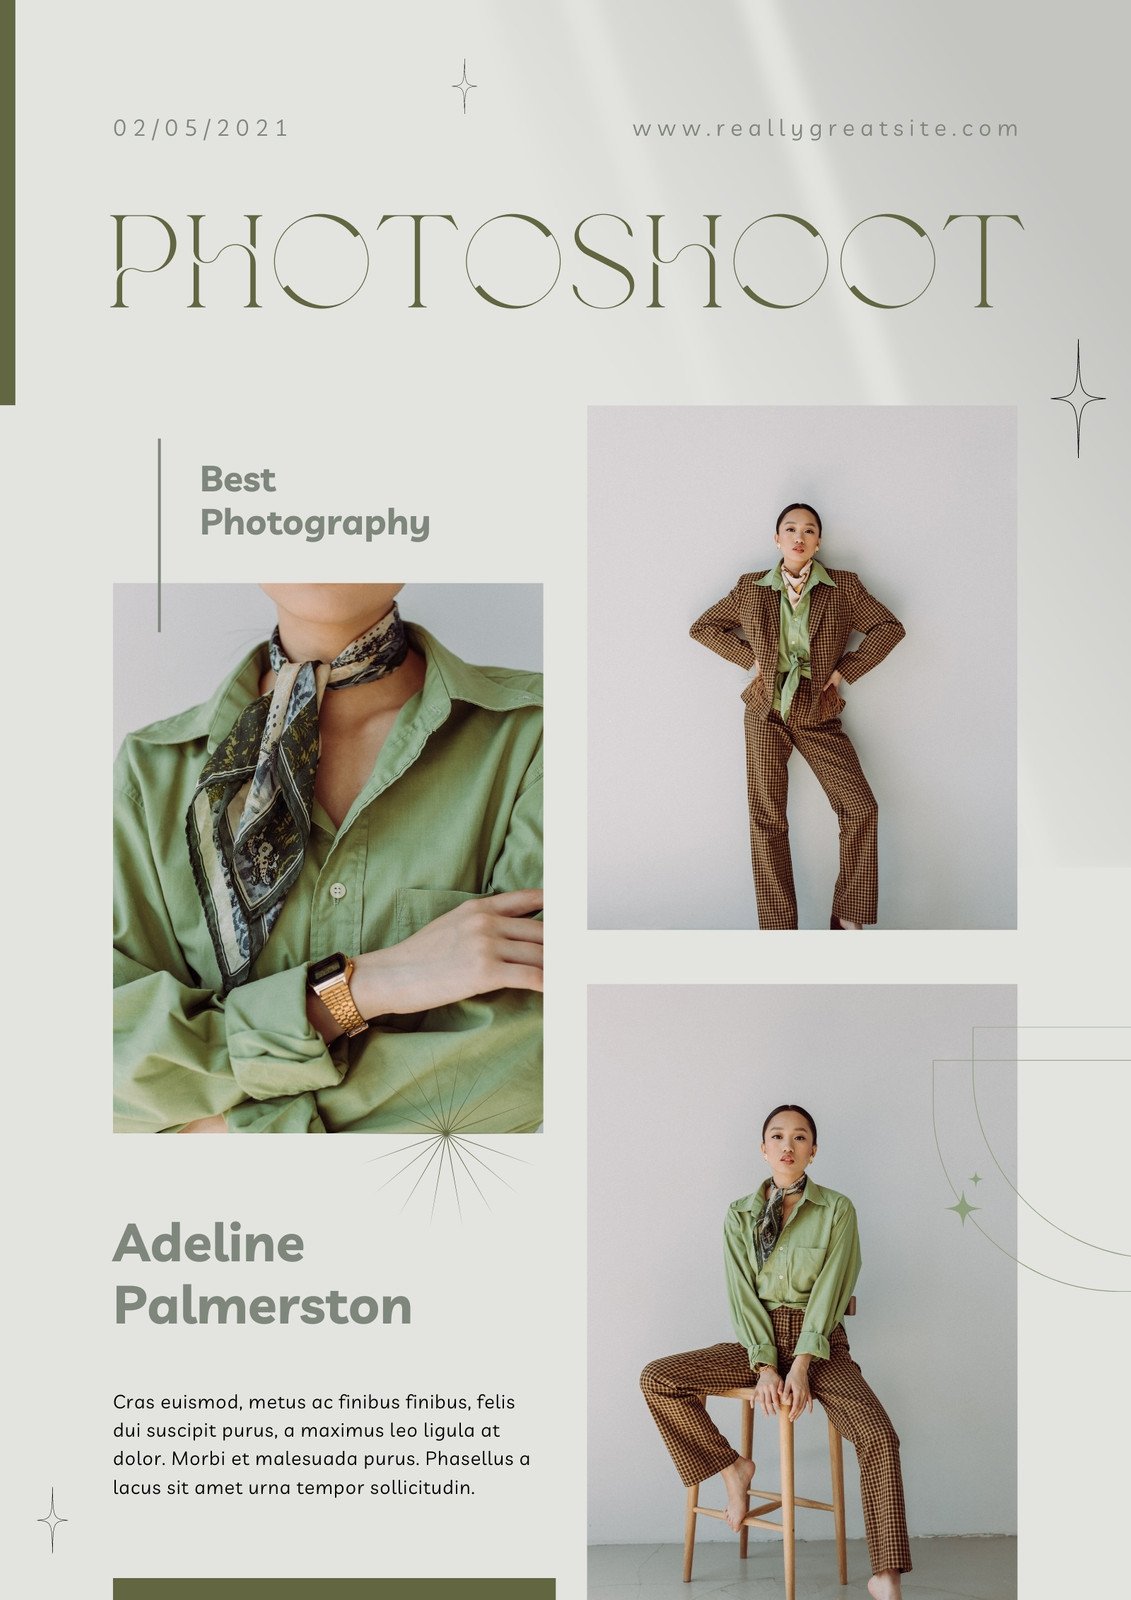 02/05/2021
www.reallygreatsite.com
PHOTOSHOOT
Best
Photography
Adeline
Palmerston
Cras euismod, metus ac finibus finibus, felis
dui suscipit purus, a maximus leo ligula at
dolor. Morbi et malesuada purus. Phasellus a
lacus sit amet urna tempor sollicitudin.